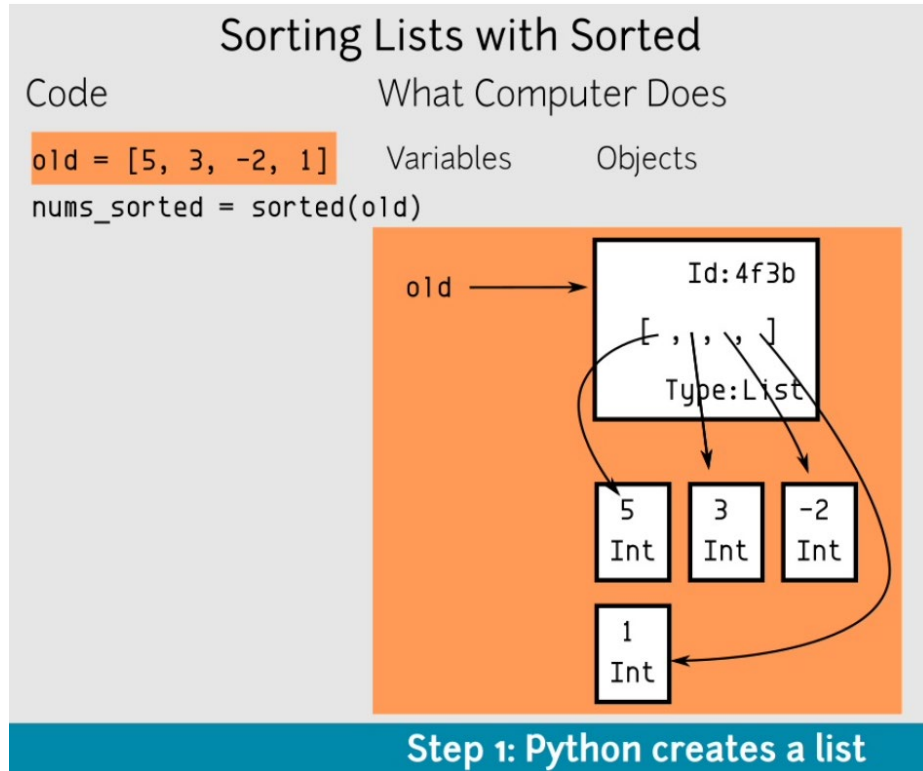 Sorting Lists with Sorted
Code
What Computer Does
old = [5, 3, -2, 1]
Variables
Objects
nums_sorted = sorted(old)
old
Id:4f3b
[ , , , ]
Type:List
5
Int
3
Int
-2
Int
1
Int
Step 1: Python creates a list